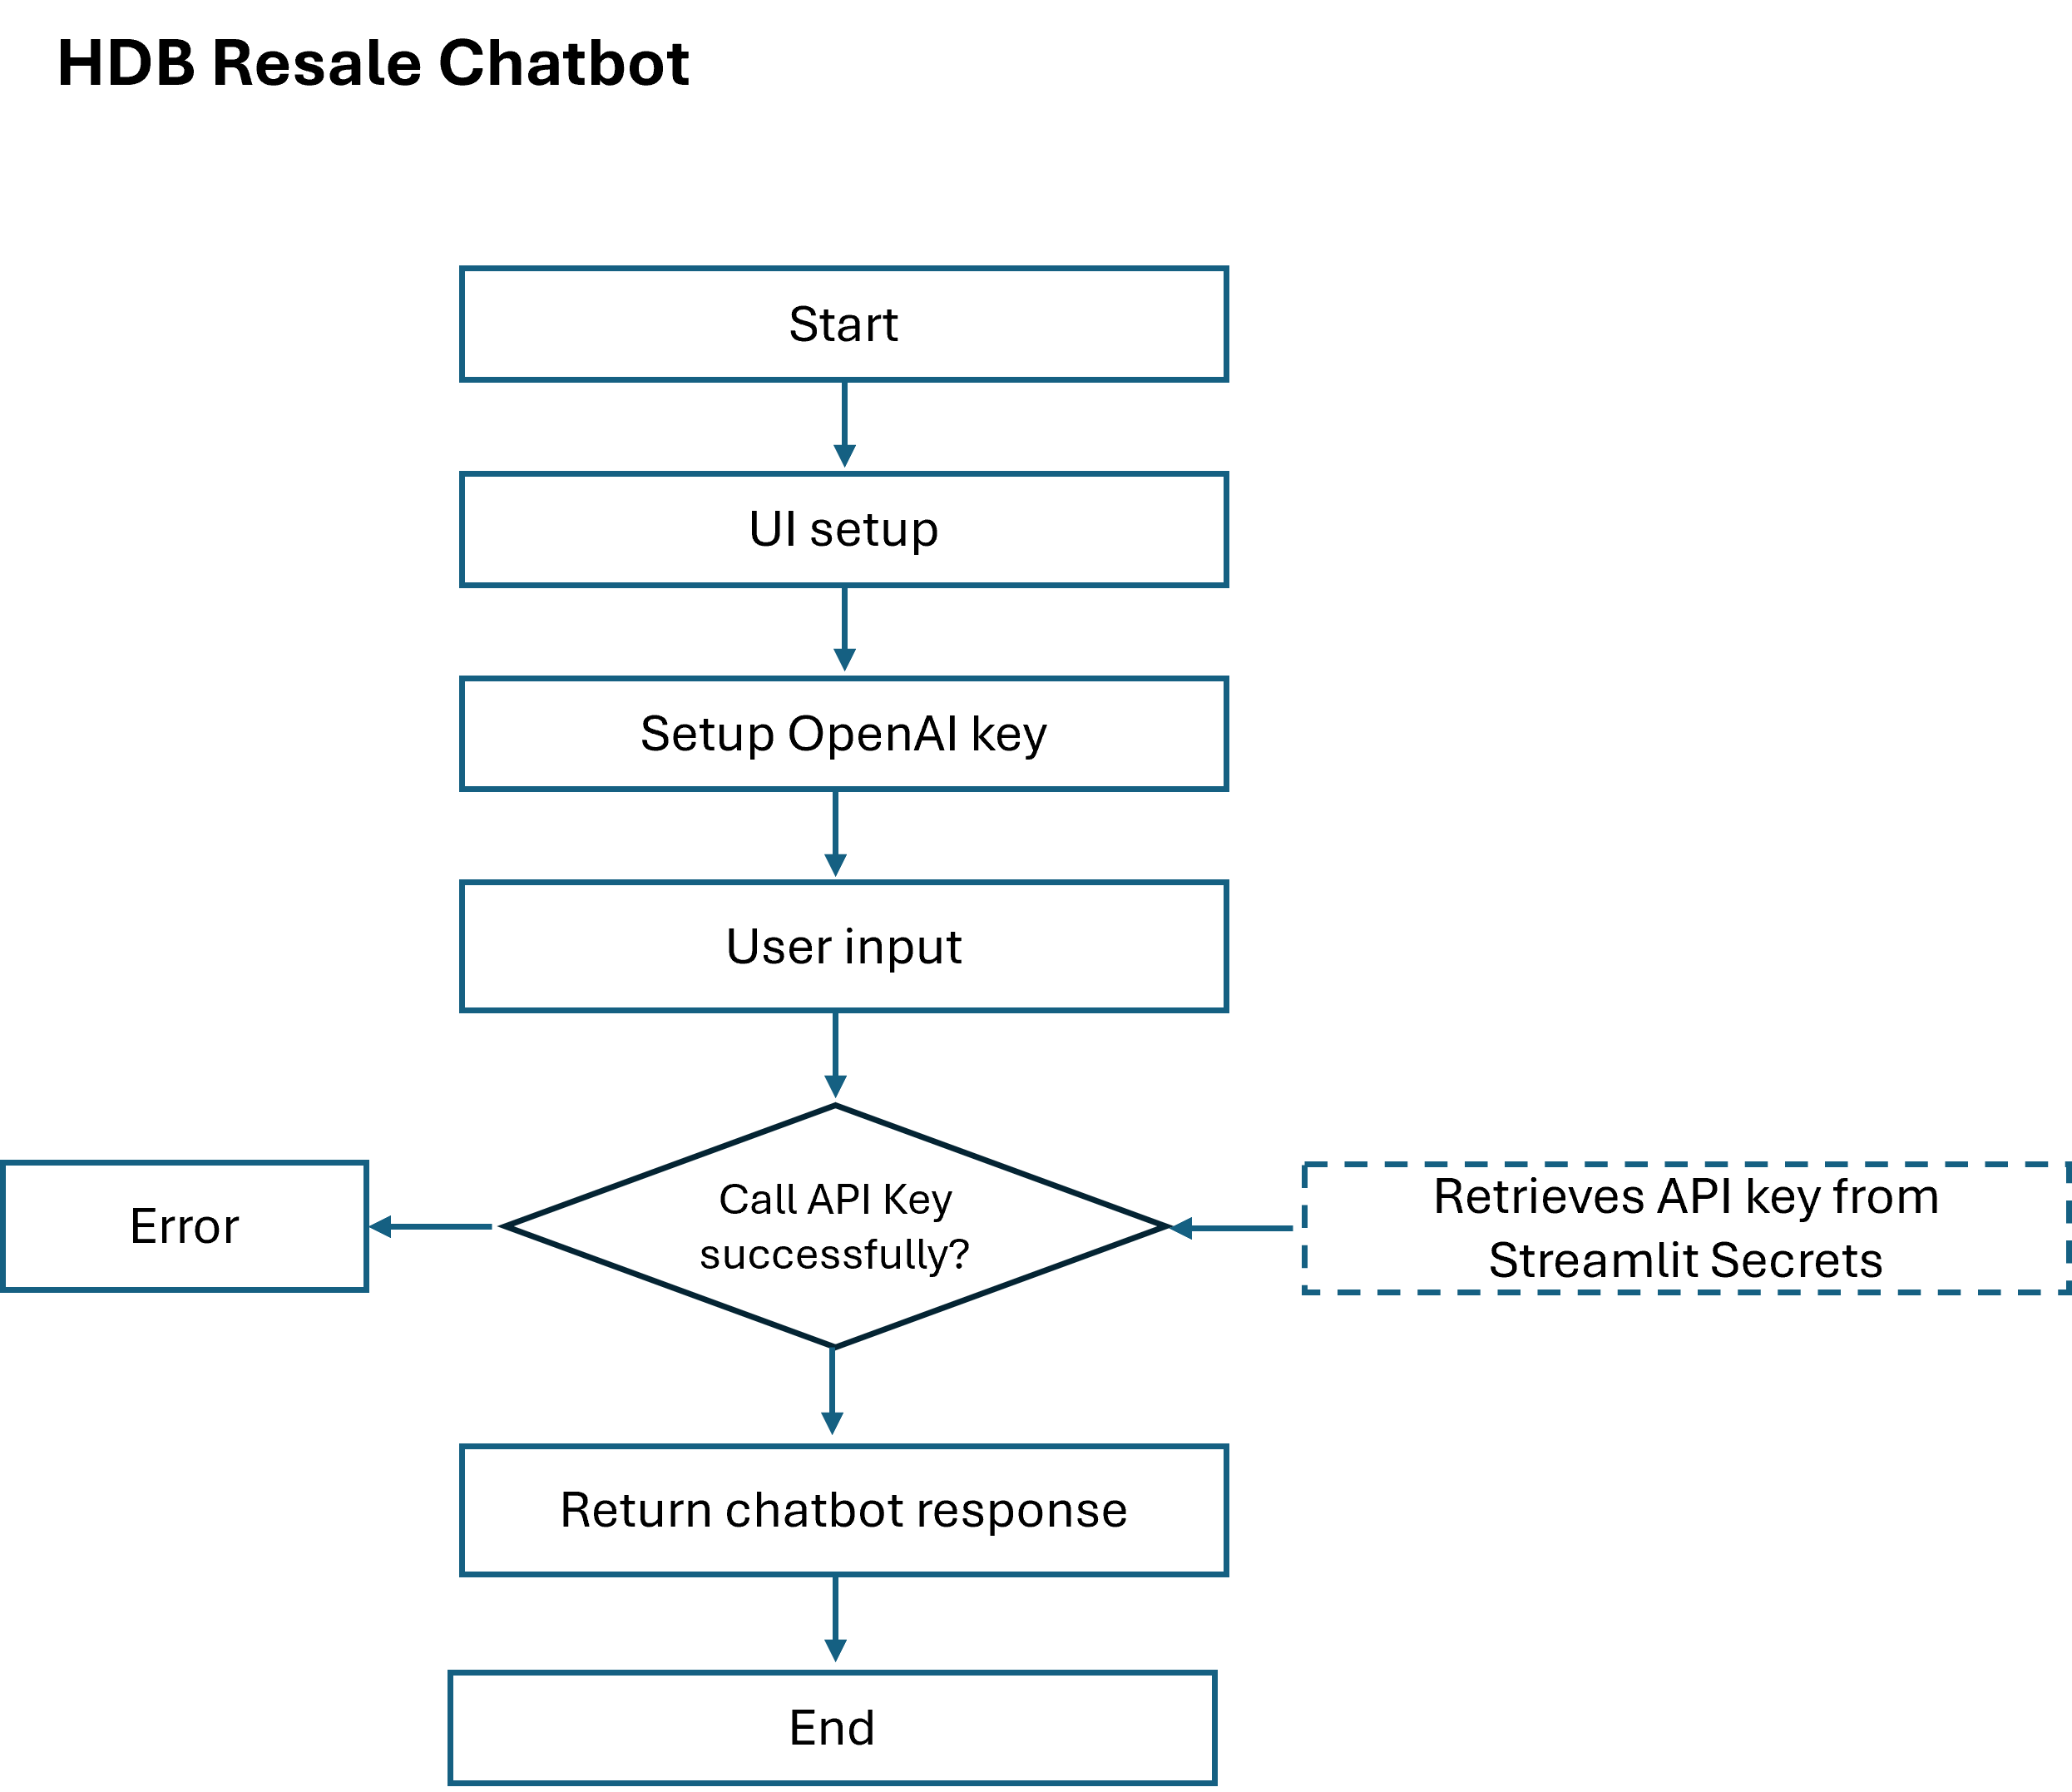 HDB Resale Chatbot
Start
UI setup
Setup OpenAI key
User input
Error
Call API Key
successfully?
Retrieves API key from
Streamlit Secrets
Return chatbot response
End